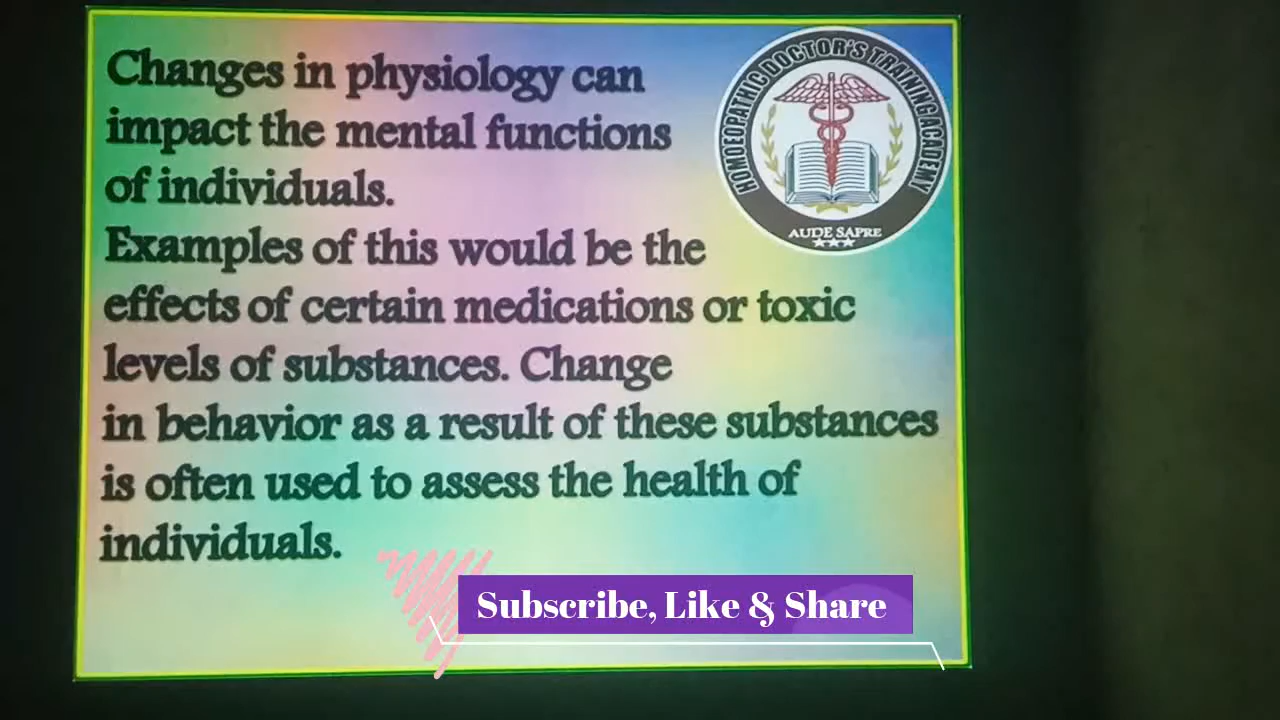 Changes in physiology can
impact the mental functions
of individuals.
Examples of this would be the
effects of certain medications or toxic
levels of substances. Change
in behavior as a result of these substances
is often used to assess the health of
individuals.
HOMOEOPATHIC DOCTOR'S TRAINING ACADEMY
AUDE SAPRE
Subscribe, Like & Share